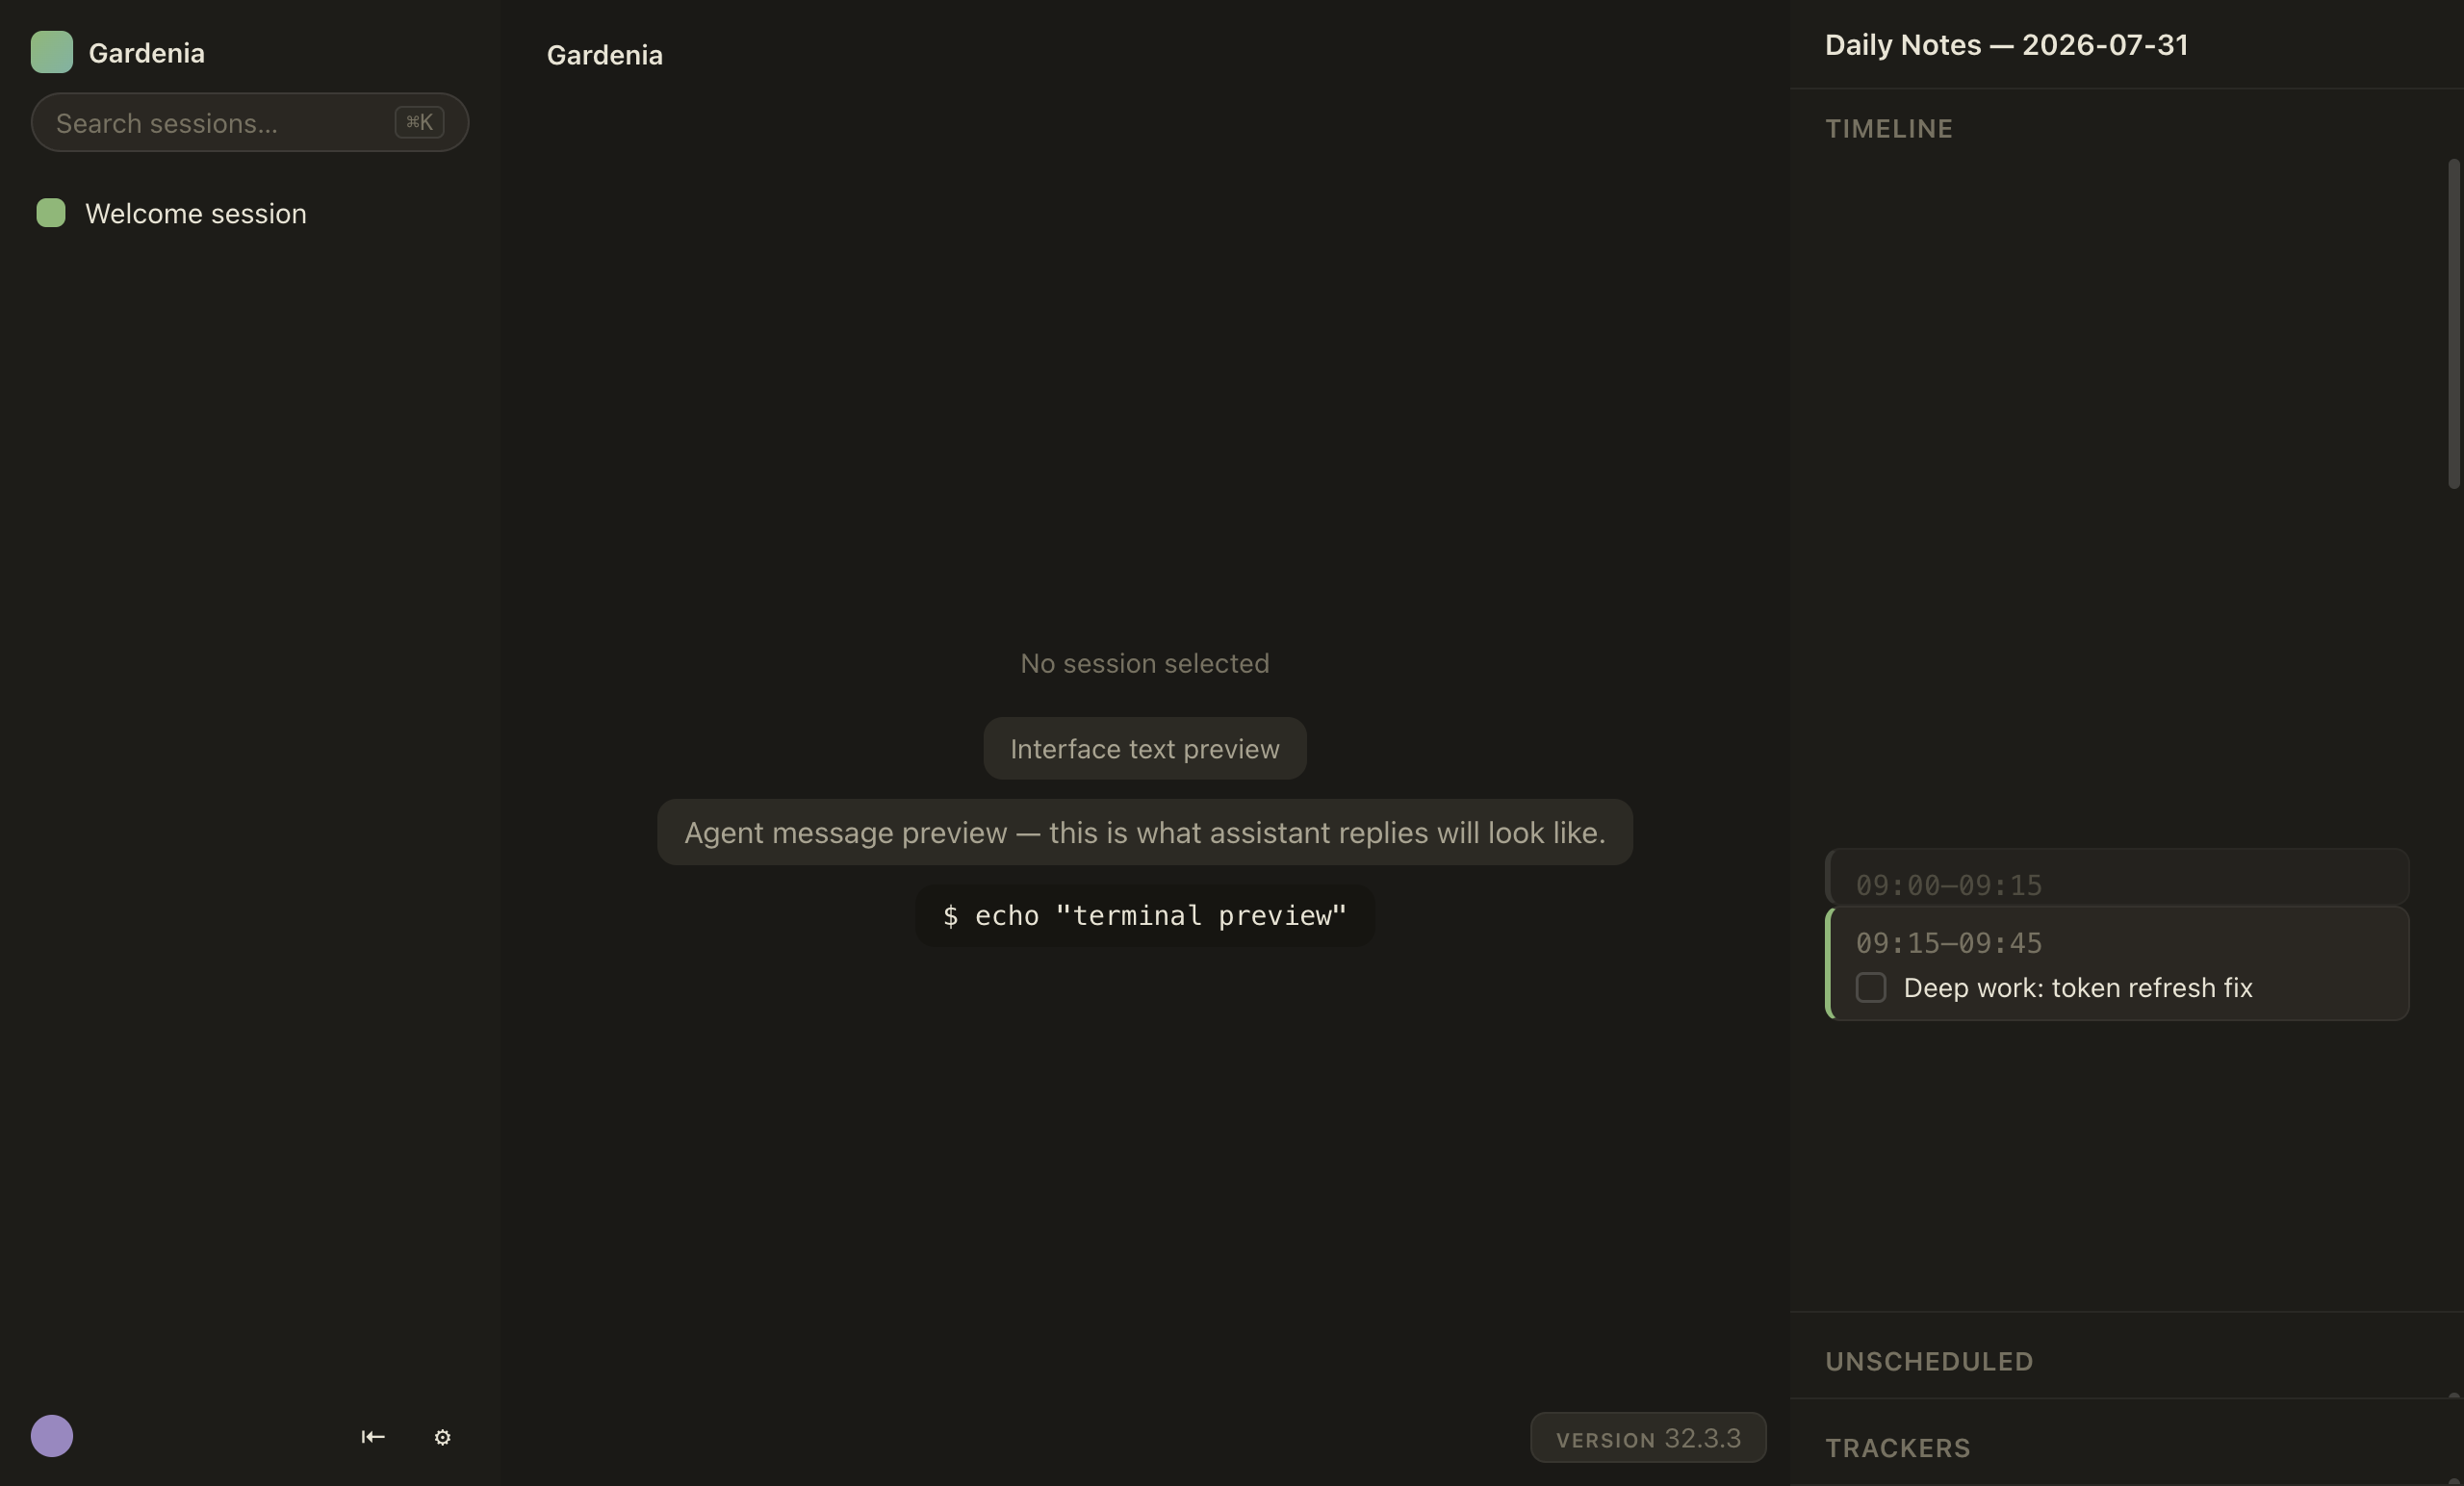 Gardenia
Search sessions... ⌘K
Welcome session
Gardenia
No session selected
Interface text preview
Agent message preview — this is what assistant replies will look like.
$ echo "terminal preview"
VERSION 32.3.3
Daily Notes — 2026-07-31
TIMELINE
09:00–09:15
09:15–09:45
Deep work: token refresh fix
UNSCHEDULED
TRACKERS